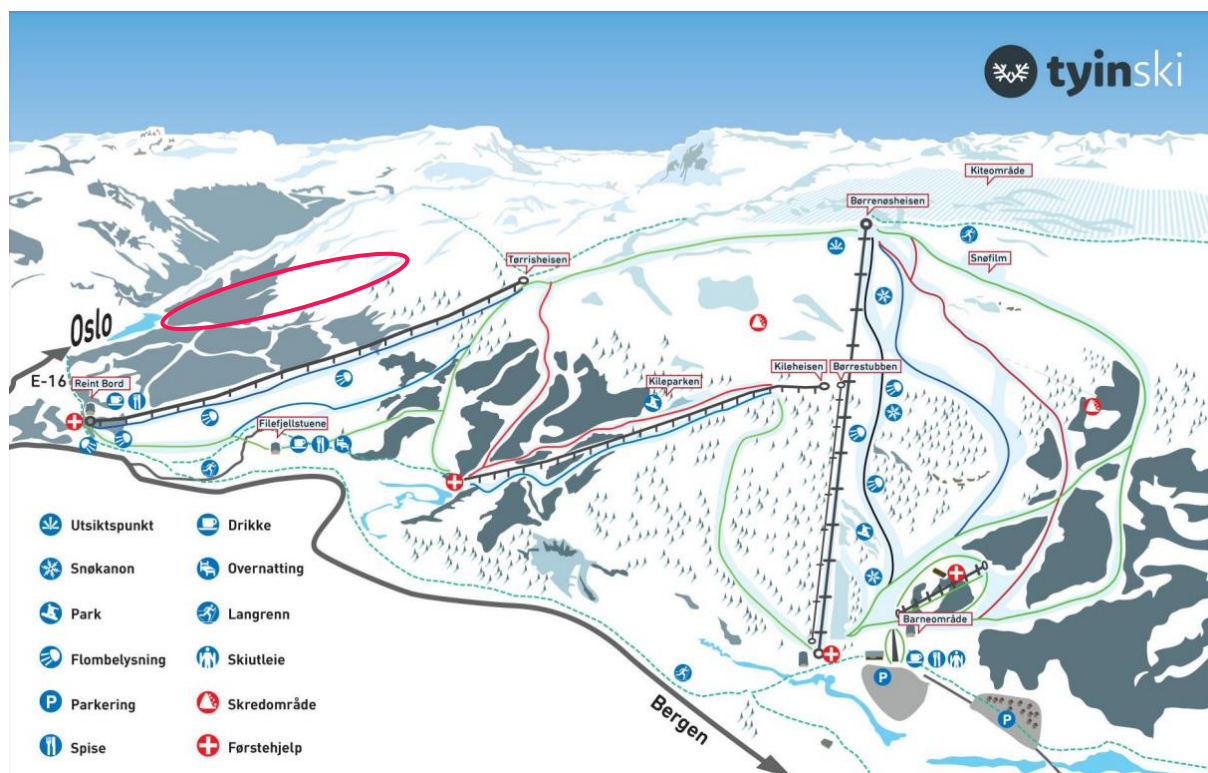 tyinski
Kiteområde
Børrenøsheisen
Tørrisheisen
Snøfilm
Oslo
E-16
Reint Bord
Kileparken
Kileheisen
Børrestubben
Filefjellstuene
Barneområde
Utsiktspunkt
Drikke
Snøkanon
Overnatting
Park
Langrenn
Flombelysning
Skiutleie
P
Parkering
Skredområde
Spise
Førstehjelp
Bergen
P
P